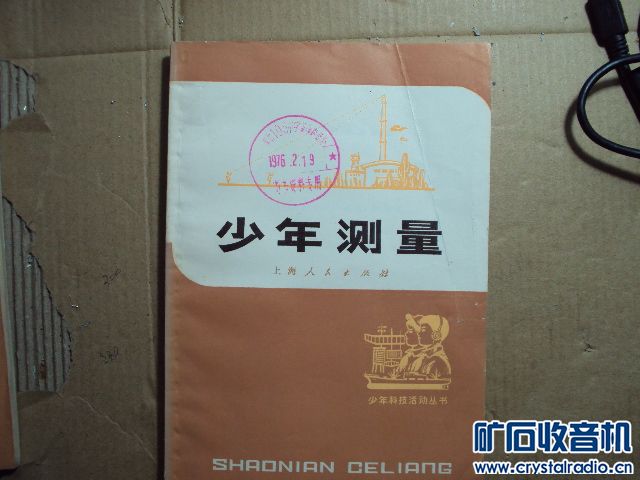 1976.2.19
少年测量
上海人民出版社
少年科技活动丛书
SHAONIAN CELIANG
矿石收音机
www.crystalradio.cn